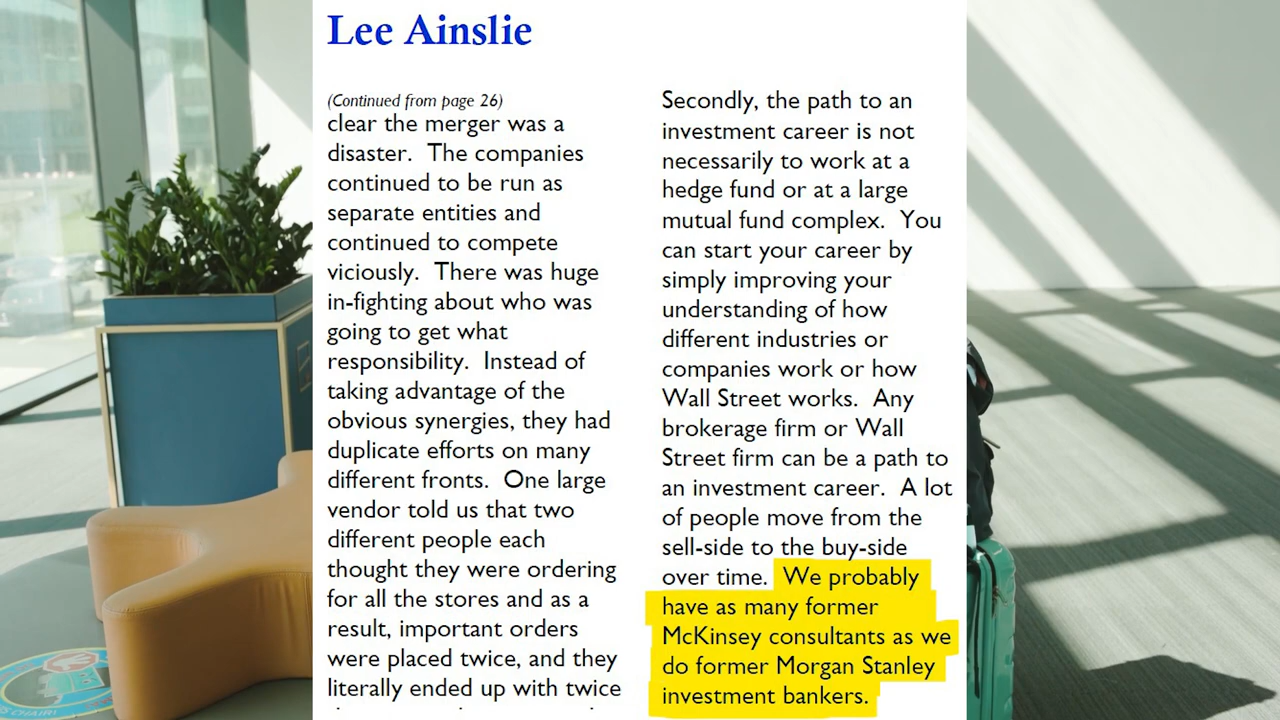 Lee Ainslie
(Continued from page 26)
clear the merger was a
disaster. The companies
continued to be run as
separate entities and
continued to compete
viciously. There was huge
in-fighting about who was
going to get what
responsibility. Instead of
taking advantage of the
obvious synergies, they had
duplicate efforts on many
different fronts. One large
vendor told us that two
different people each
thought they were ordering
for all the stores and as a
result, important orders
were placed twice, and they
literally ended up with twice
Secondly, the path to an
investment career is not
necessarily to work at a
hedge fund or at a large
mutual fund complex. You
can start your career by
simply improving your
understanding of how
different industries or
companies work or how
Wall Street works. Any
brokerage firm or Wall
Street firm can be a path to
an investment career. A lot
of people move from the
sell-side to the buy-side
over time. We probably
have as many former
McKinsey consultants as we
do former Morgan Stanley
investment bankers.